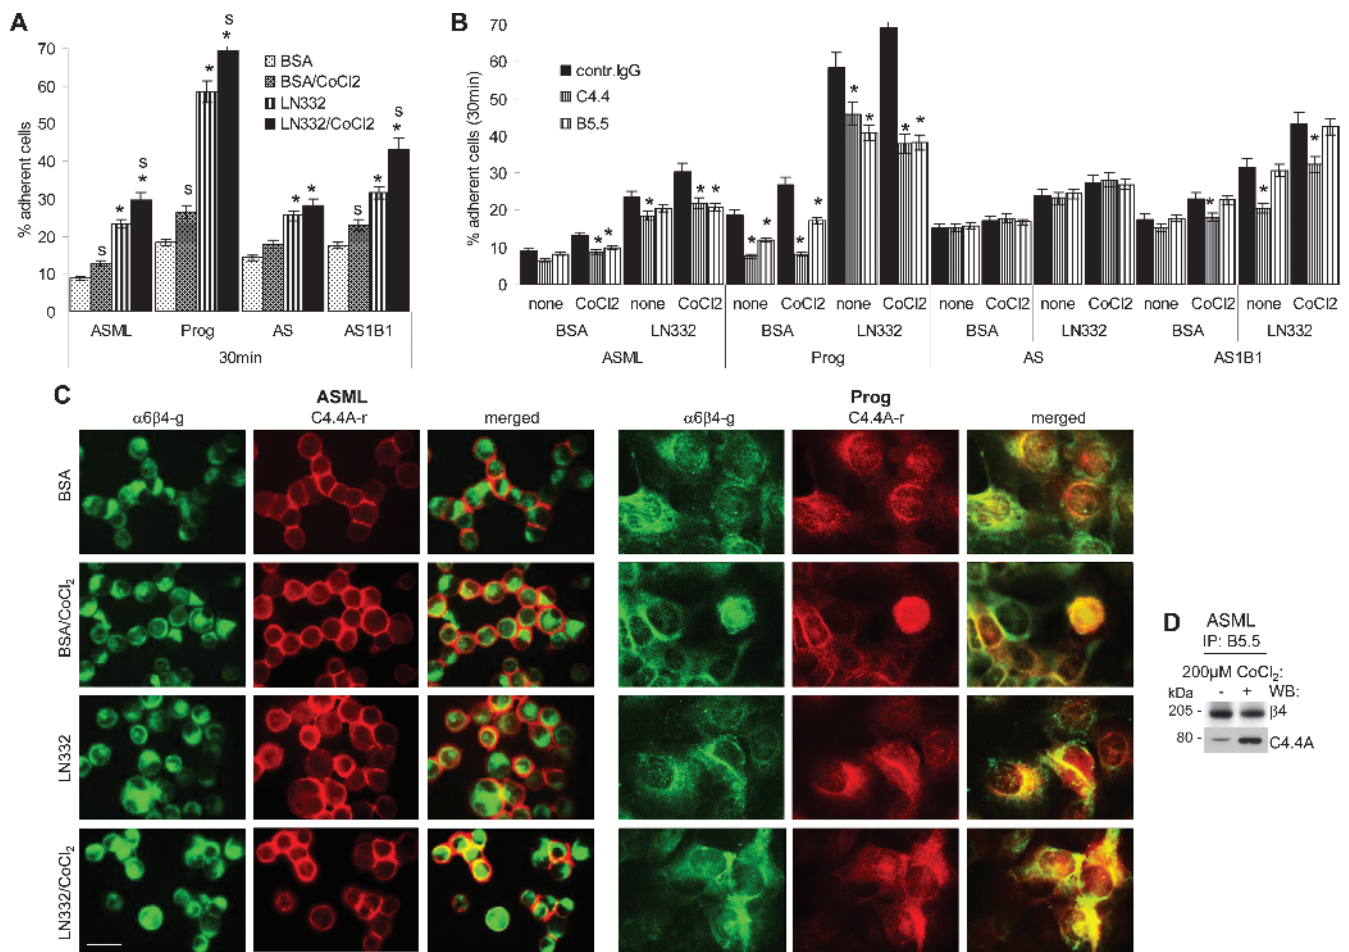 A
% adherent cells
70
60
50
40
30
20
10
0
BSA
BSA/CoCl2
LN332
LN332/CoCl2
S
S
*
*
S
*
S
*
*
*
S
*
S
*
ASML Prog AS AS1B1
30min
B
% adherent cells (30min)
70
60
50
40
30
20
10
0
contr.IgG
C4.4
B5.5
* * * * * * * * * * * * * * * *
none CoCl2 none CoCl2 none CoCl2 none CoCl2 none CoCl2 none CoCl2 none CoCl2 none CoCl2
BSA LN332 BSA LN332 BSA LN332 BSA LN332
ASML Prog AS AS1B1
C
ASML Prog
α6β4-g C4.4A-r merged α6β4-g C4.4A-r merged
BSA
BSA/CoCl₂
LN332
LN332/CoCl₂
D
ASML
IP: B5.5
200µM CoCl₂:
kDa - + WB:
205 - β4
80 - C4.4A